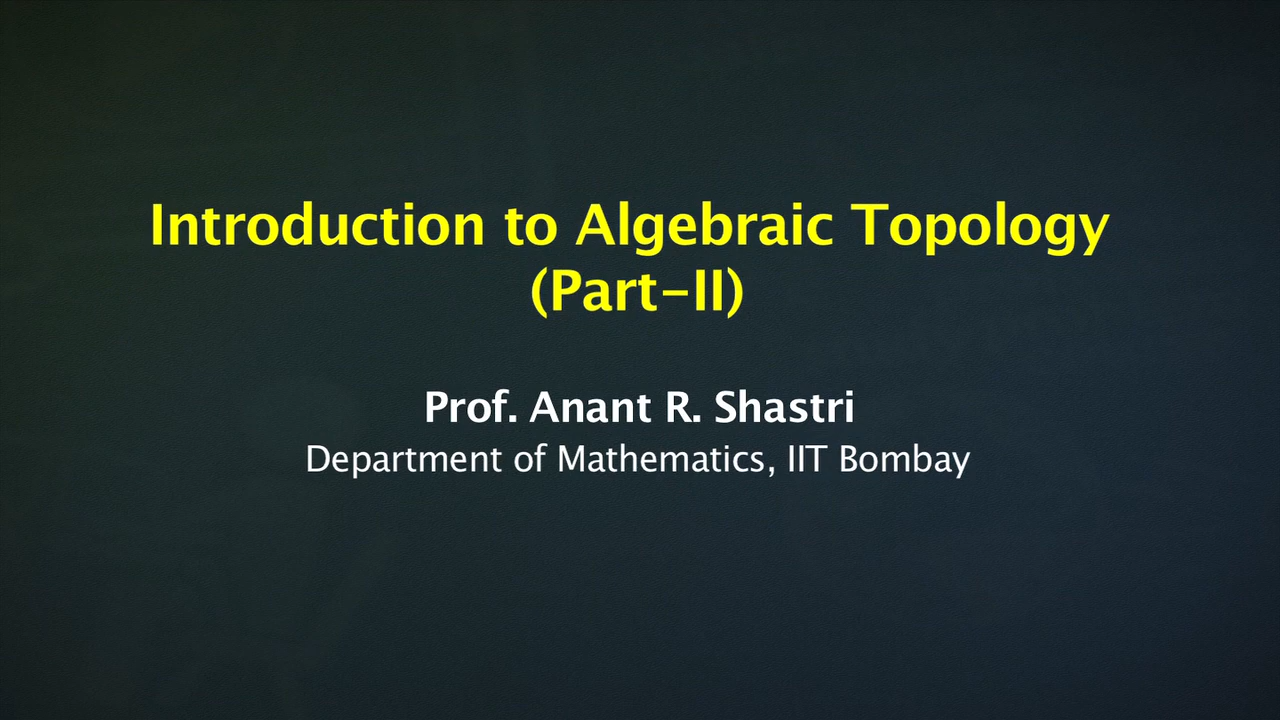 Introduction to Algebraic Topology
(Part-II)
Prof. Anant R. Shastri
Department of Mathematics, IIT Bombay